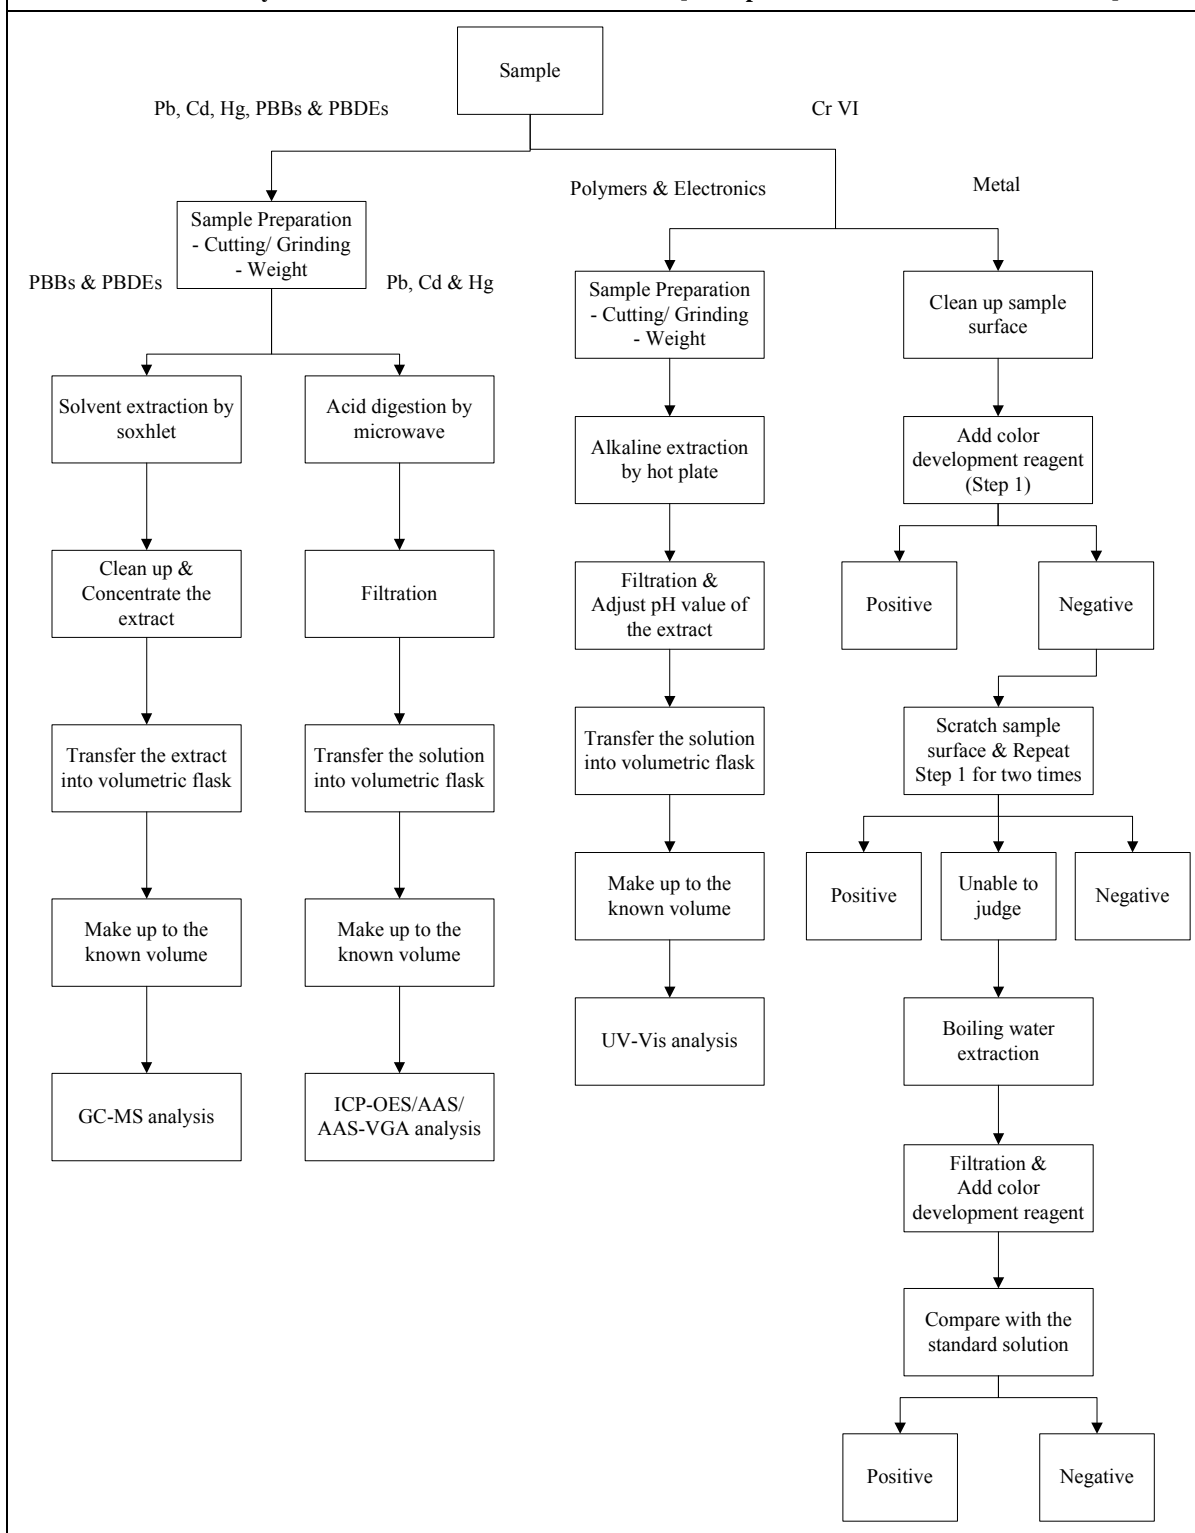 Sample
Pb, Cd, Hg, PBBs & PBDEs
Cr VI
Polymers & Electronics
Metal
Sample Preparation
- Cutting/ Grinding
- Weight
PBBs & PBDEs
Pb, Cd & Hg
Sample Preparation
- Cutting/ Grinding
- Weight
Clean up sample
surface
Solvent extraction by
soxhlet
Acid digestion by
microwave
Alkaline extraction
by hot plate
Add color
development reagent
(Step 1)
Clean up &
Concentrate the
extract
Filtration
Filtration &
Adjust pH value of
the extract
Positive
Negative
Transfer the extract
into volumetric flask
Transfer the solution
into volumetric flask
Transfer the solution
into volumetric flask
Scratch sample
surface & Repeat
Step 1 for two times
Make up to the
known volume
Make up to the
known volume
Make up to the
known volume
Positive
Unable to
judge
Negative
GC-MS analysis
ICP-OES/AAS/
AAS-VGA analysis
UV-Vis analysis
Boiling water
extraction
Filtration &
Add color
development reagent
Compare with the
standard solution
Positive
Negative